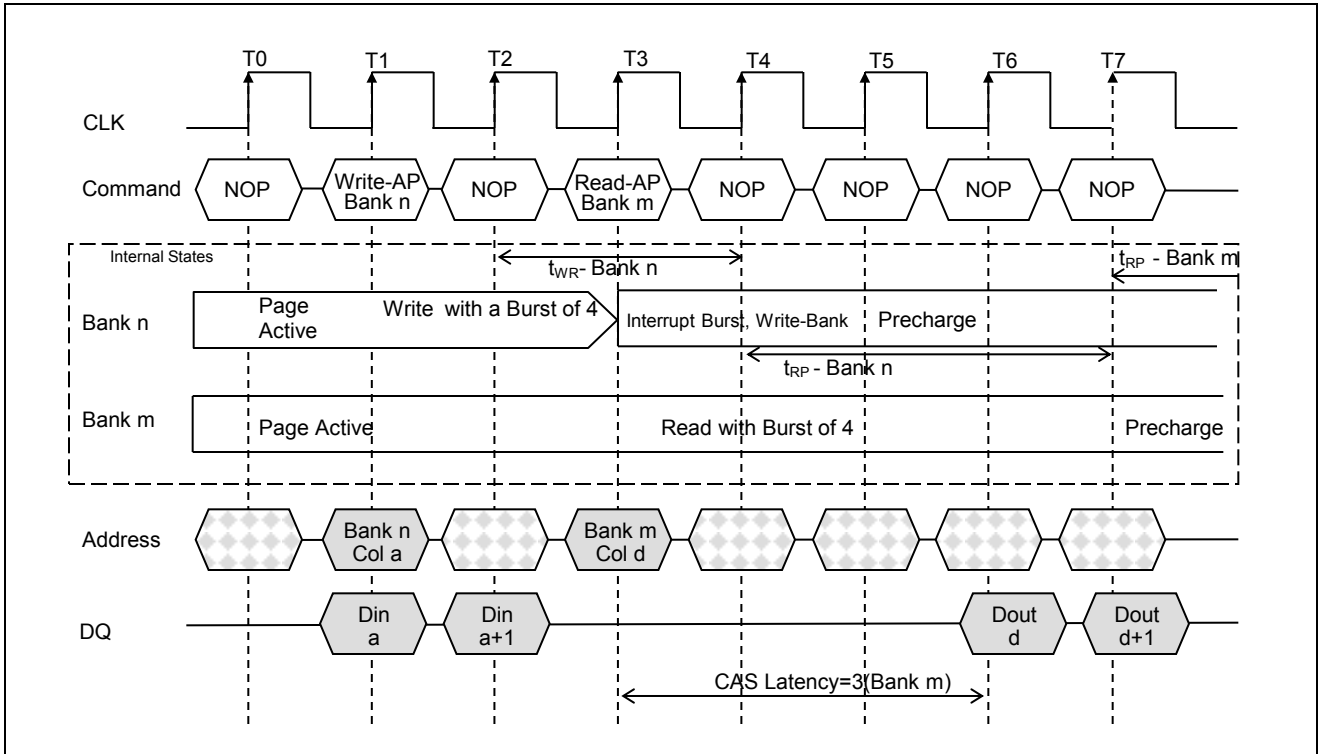 T0 T1 T2 T3 T4 T5 T6 T7
CLK
Command NOP Write-AP Bank n NOP Read-AP Bank m NOP NOP NOP NOP
Internal States
tWR- Bank n
tRP - Bank m
Bank n
Page Active
Write with a Burst of 4
Interrupt Burst, Write-Bank
Precharge
tRP - Bank n
Bank m
Page Active
Read with Burst of 4
Precharge
Address
Bank n
Col a
Bank m
Col d
DQ
Din
a
Din
a+1
Dout
d
Dout
d+1
CAS Latency=3(Bank m)